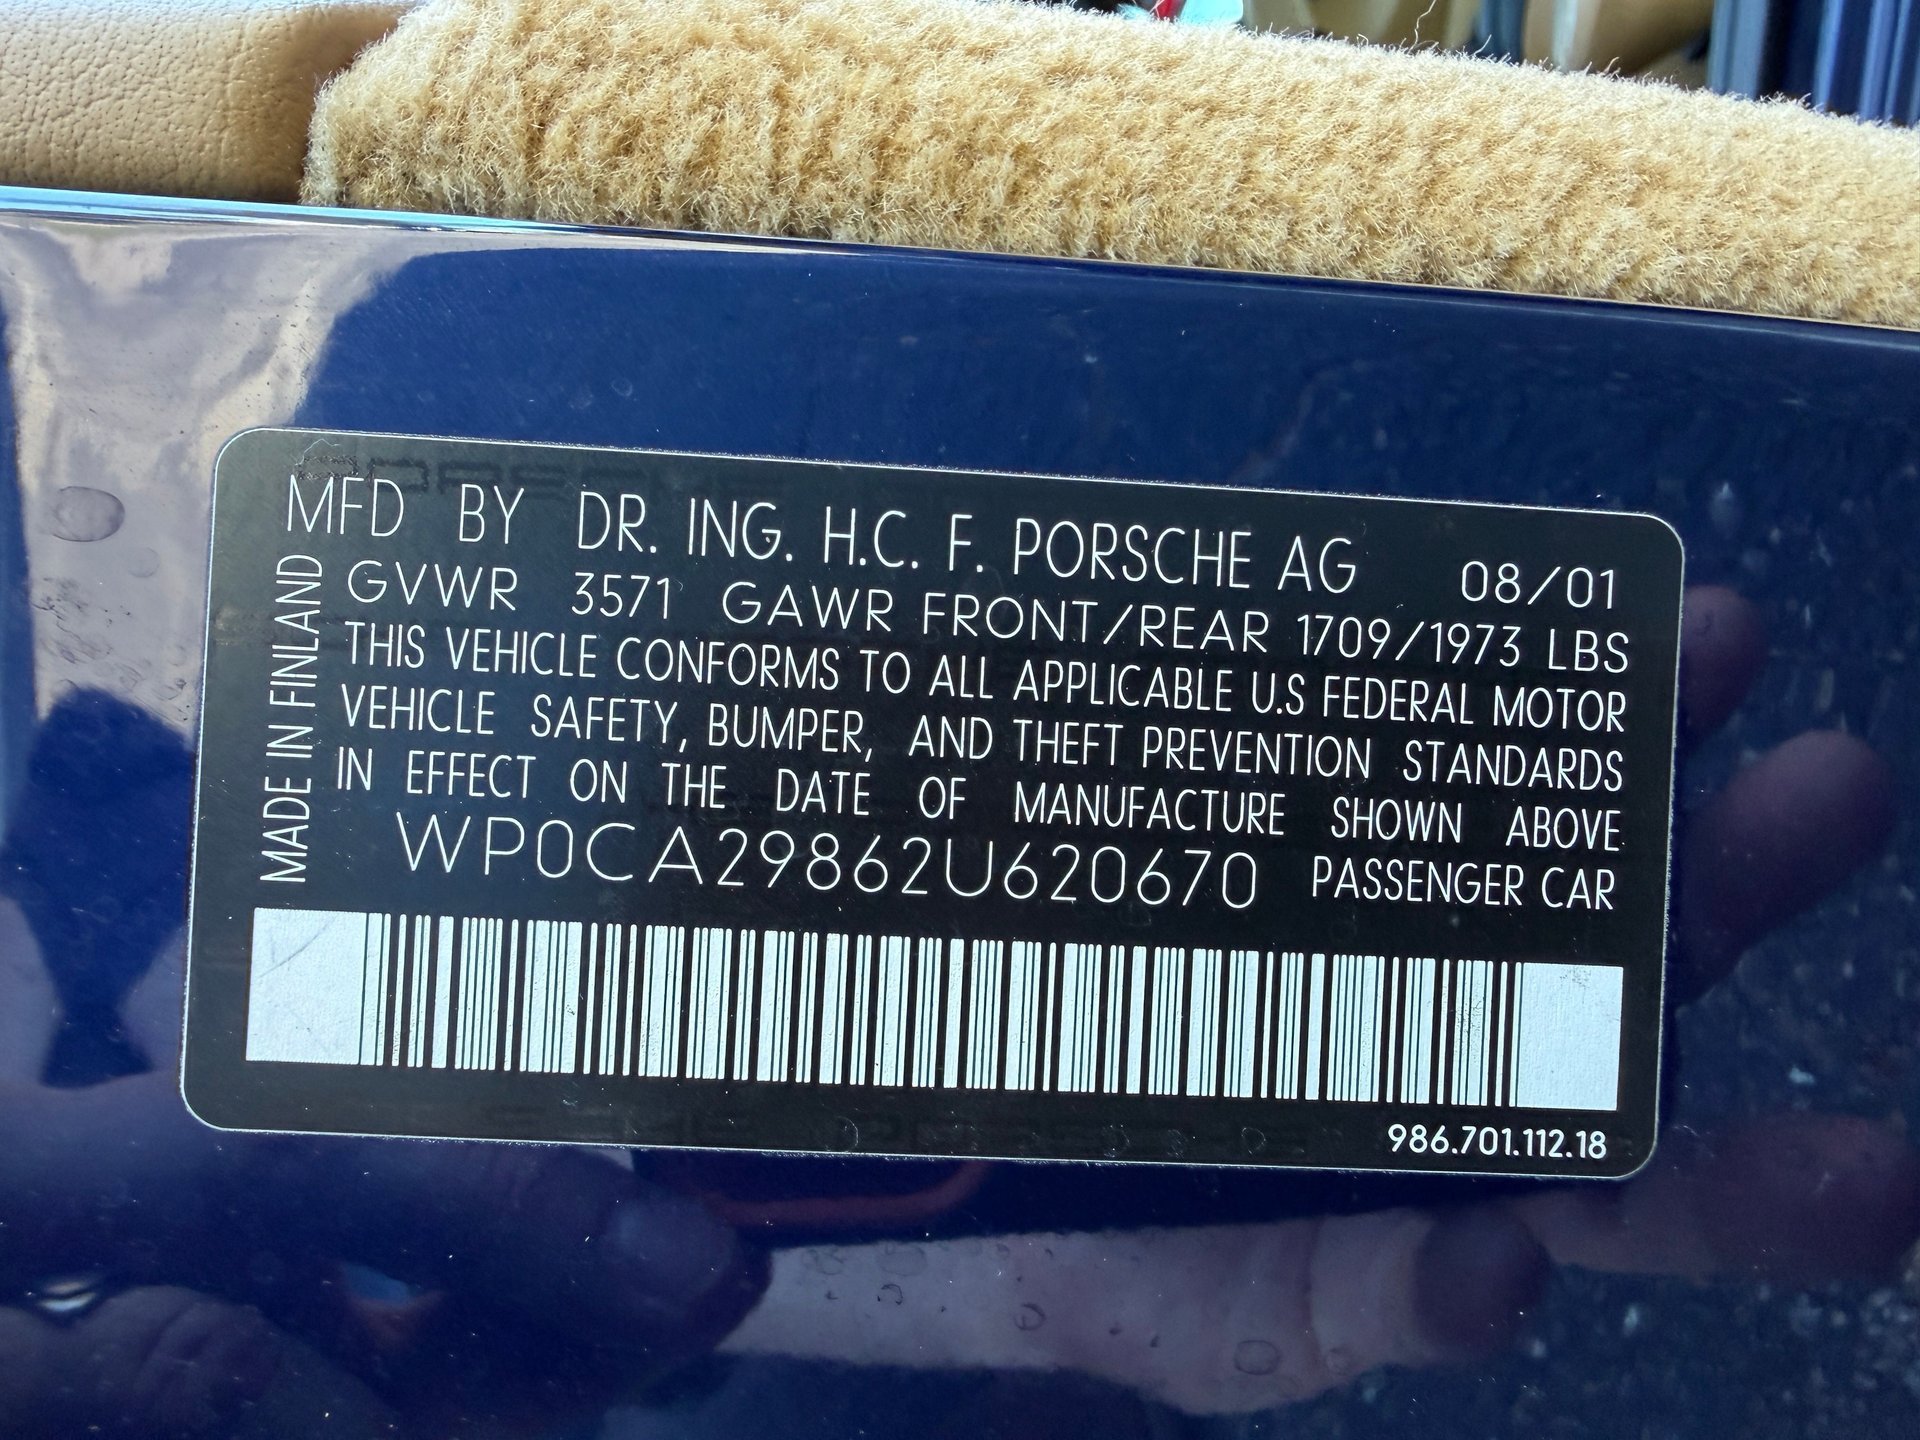 MFD BY DR. ING. H.C. F. PORSCHE AG 08/01
GVWR 3571 GAWR FRONT/REAR 1709/1973 LBS
THIS VEHICLE CONFORMS TO ALL APPLICABLE U.S FEDERAL MOTOR
VEHICLE SAFETY, BUMPER, AND THEFT PREVENTION STANDARDS
IN EFFECT ON THE DATE OF MANUFACTURE SHOWN ABOVE
WP0CA29862U620670 PASSENGER CAR
MADE IN FINLAND
986.701.112.18